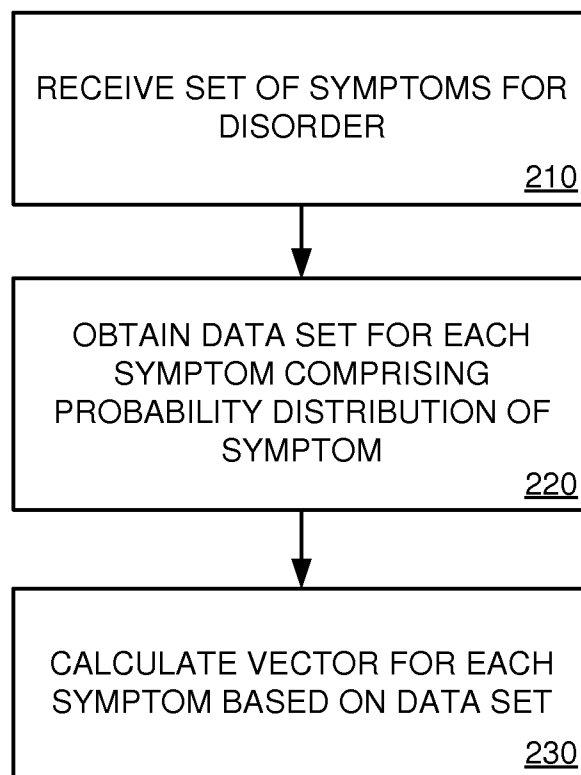 RECEIVE SET OF SYMPTOMS FOR
DISORDER
210
OBTAIN DATA SET FOR EACH
SYMPTOM COMPRISING
PROBABILITY DISTRIBUTION OF
SYMPTOM
220
CALCULATE VECTOR FOR EACH
SYMPTOM BASED ON DATA SET
230